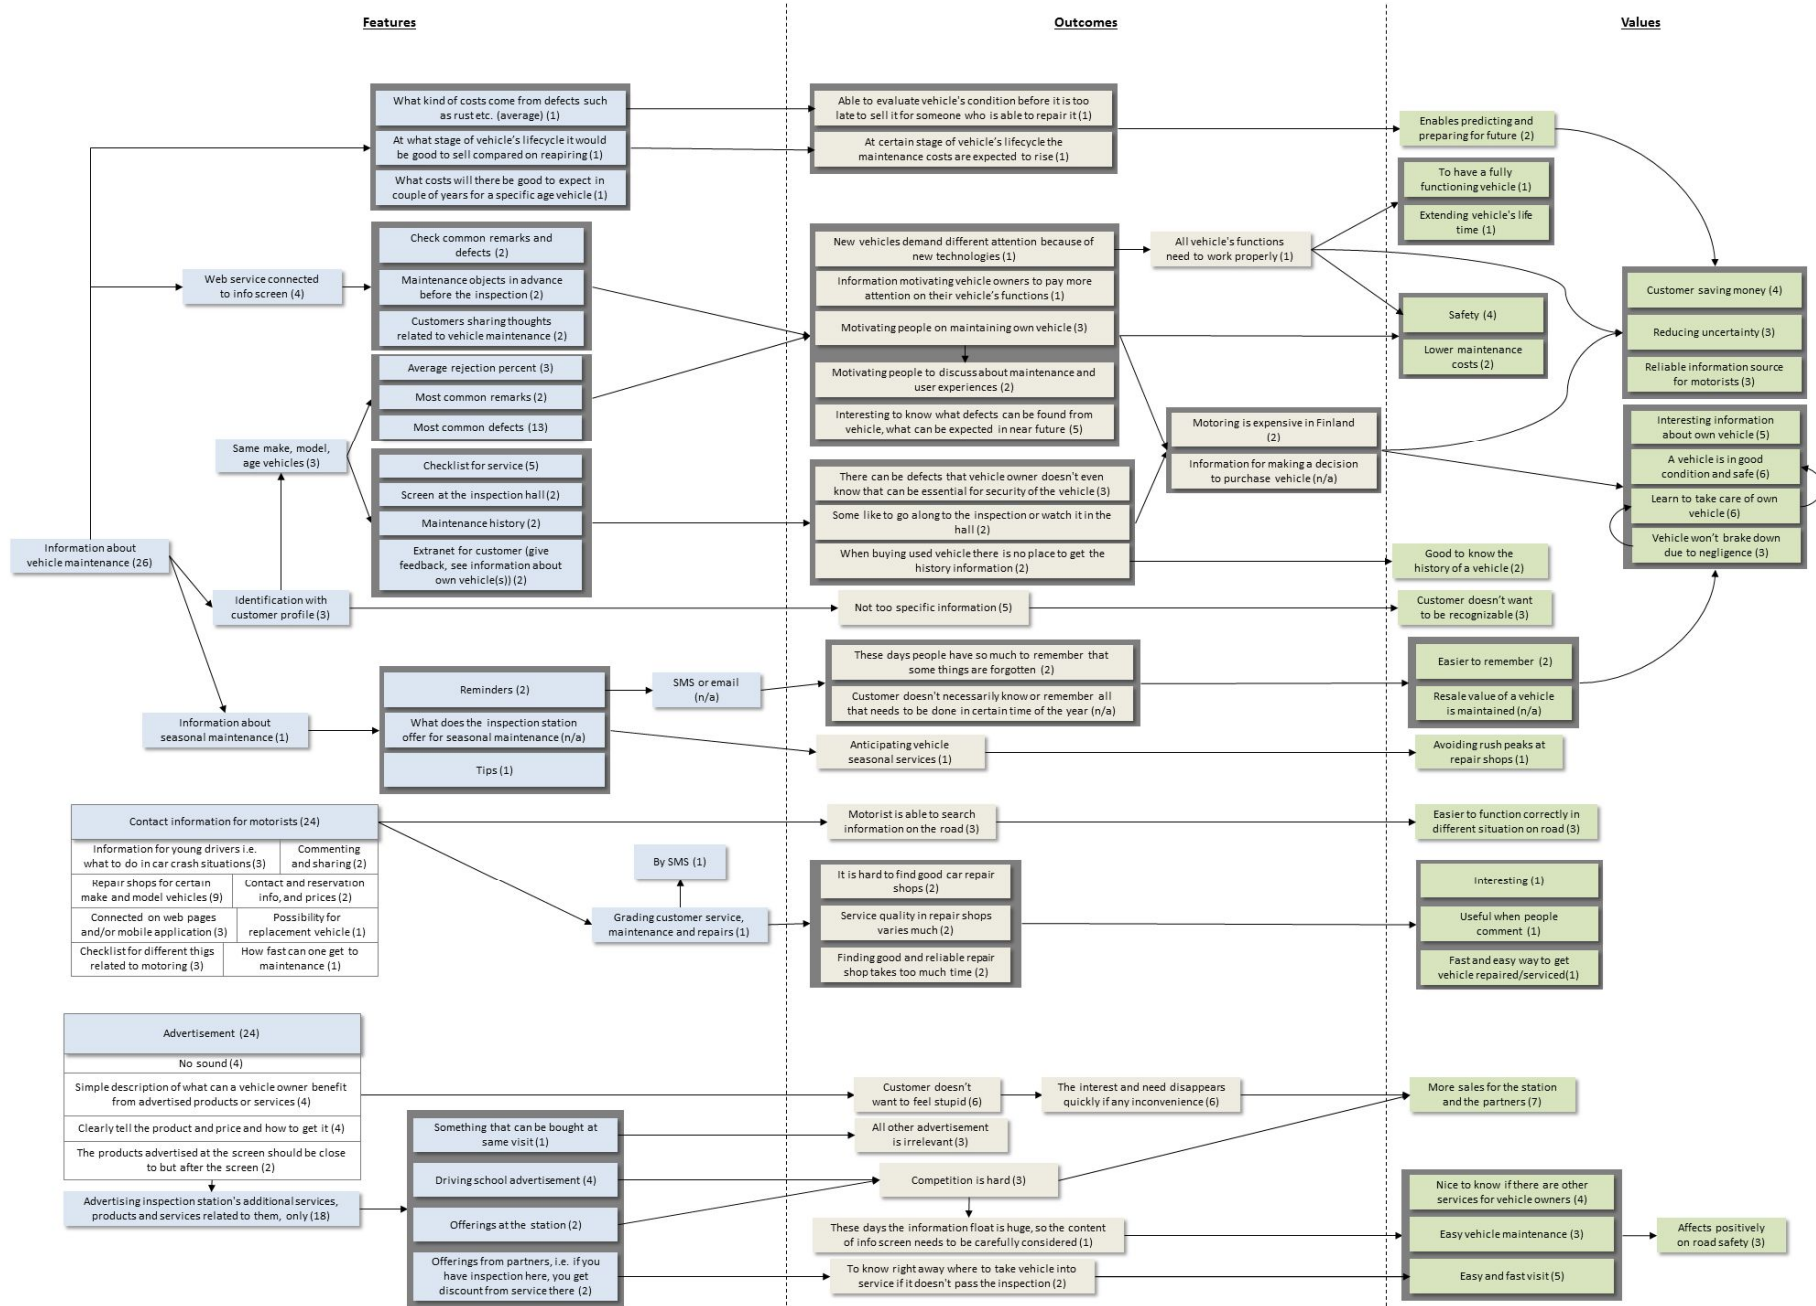 Features
Outcomes
Values
What kind of costs come from defects such
as rust etc. (average) (1)
At what stage of vehicle's lifecycle it would
be good to sell compared on reapiring (1)
What costs will there be good to expect in
couple of years for a specific age vehicle (1)
Able to evaluate vehicle's condition before it is too
late to sell it for someone who is able to repair it (1)
At certain stage of vehicle's lifecycle the
maintenance costs are expected to rise (1)
Enables predicting and
preparing for future (2)
To have a fully
functioning vehicle (1)
Extending vehicle's life
time (1)
Web service connected
to info screen (4)
Check common remarks and
defects (2)
Maintenance objects in advance
before the inspection (2)
Customers sharing thoughts
related to vehicle maintenance (2)
Average rejection percent (3)
Most common remarks (2)
Most common defects (13)
New vehicles demand different attention because of
new technologies (1)
Information motivating vehicle owners to pay more
attention on their vehicle's functions (1)
Motivating people on maintaining own vehicle (3)
Motivating people to discuss about maintenance and
user experiences (2)
Interesting to know what defects can be found from
vehicle, what can be expected in near future (5)
All vehicle's functions
need to work properly (1)
Safety (4)
Lower maintenance
costs (2)
Customer saving money (4)
Reducing uncertainty (3)
Reliable information source
for motorists (3)
Same make, model,
age vehicles (3)
Checklist for service (5)
Screen at the inspection hall (2)
Maintenance history (2)
Extranet for customer (give
feedback, see information about
own vehicle(s)) (2)
There can be defects that vehicle owner doesn't even
know that can be essential for security of the vehicle (3)
Some like to go along to the inspection or watch it in the
hall (2)
When buying used vehicle there is no place to get the
history information (2)
Motoring is expensive in Finland
(2)
Information for making a decision
to purchase vehicle (n/a)
Interesting information
about own vehicle (5)
A vehicle is in good
condition and safe (6)
Learn to take care of own
vehicle (6)
Vehicle won't brake down
due to negligence (3)
Information about
vehicle maintenance (26)
Good to know the
history of a vehicle (2)
Identification with
customer profile (3)
Not too specific information (5)
Customer doesn't want
to be recognizable (3)
Information about
seasonal maintenance (1)
Reminders (2)
What does the inspection station
offer for seasonal maintenance (n/a)
Tips (1)
SMS or email
(n/a)
These days people have so much to remember that
some things are forgotten (2)
Customer doesn't necessarily know or remember all
that needs to be done in certain time of the year (n/a)
Easier to remember (2)
Resale value of a vehicle
is maintained (n/a)
Anticipating vehicle
seasonal services (1)
Avoiding rush peaks at
repair shops (1)
Contact information for motorists (24)
Information for young drivers i.e.
what to do in car crash situations (3)
Commenting
and sharing (2)
Repair shops for certain
make and model vehicles (9)
Contact and reservation
info, and prices (2)
Connected on web pages
and/or mobile application (3)
Possibility for
replacement vehicle (1)
Checklist for different thigs
related to motoring (3)
How fast can one get to
maintenance (1)
Motorist is able to search
information on the road (3)
Easier to function correctly in
different situation on road (3)
By SMS (1)
Grading customer service,
maintenance and repairs (1)
It is hard to find good car repair
shops (2)
Service quality in repair shops
varies much (2)
Finding good and reliable repair
shop takes too much time (2)
Interesting (1)
Useful when people
comment (1)
Fast and easy way to get
vehicle repaired/serviced(1)
Advertisement (24)
No sound (4)
Simple description of what can a vehicle owner benefit
from advertised products or services (4)
Clearly tell the product and price and how to get it (4)
The products advertised at the screen should be close
to but after the screen (2)
Advertising inspection station's additional services,
products and services related to them, only (18)
Customer doesn't
want to feel stupid (6)
The interest and need disappears
quickly if any inconvenience (6)
More sales for the station
and the partners (7)
Something that can be bought at
same visit (1)
Driving school advertisement (4)
Offerings at the station (2)
Offerings from partners, i.e. if you
have inspection here, you get
discount from service there (2)
All other advertisement
is irrelevant (3)
Competition is hard (3)
These days the information float is huge, so the content
of info screen needs to be carefully considered (1)
To know right away where to take vehicle into
service if it doesn't pass the inspection (2)
Nice to know if there are other
services for vehicle owners (4)
Easy vehicle maintenance (3)
Easy and fast visit (5)
Affects positively
on road safety (3)